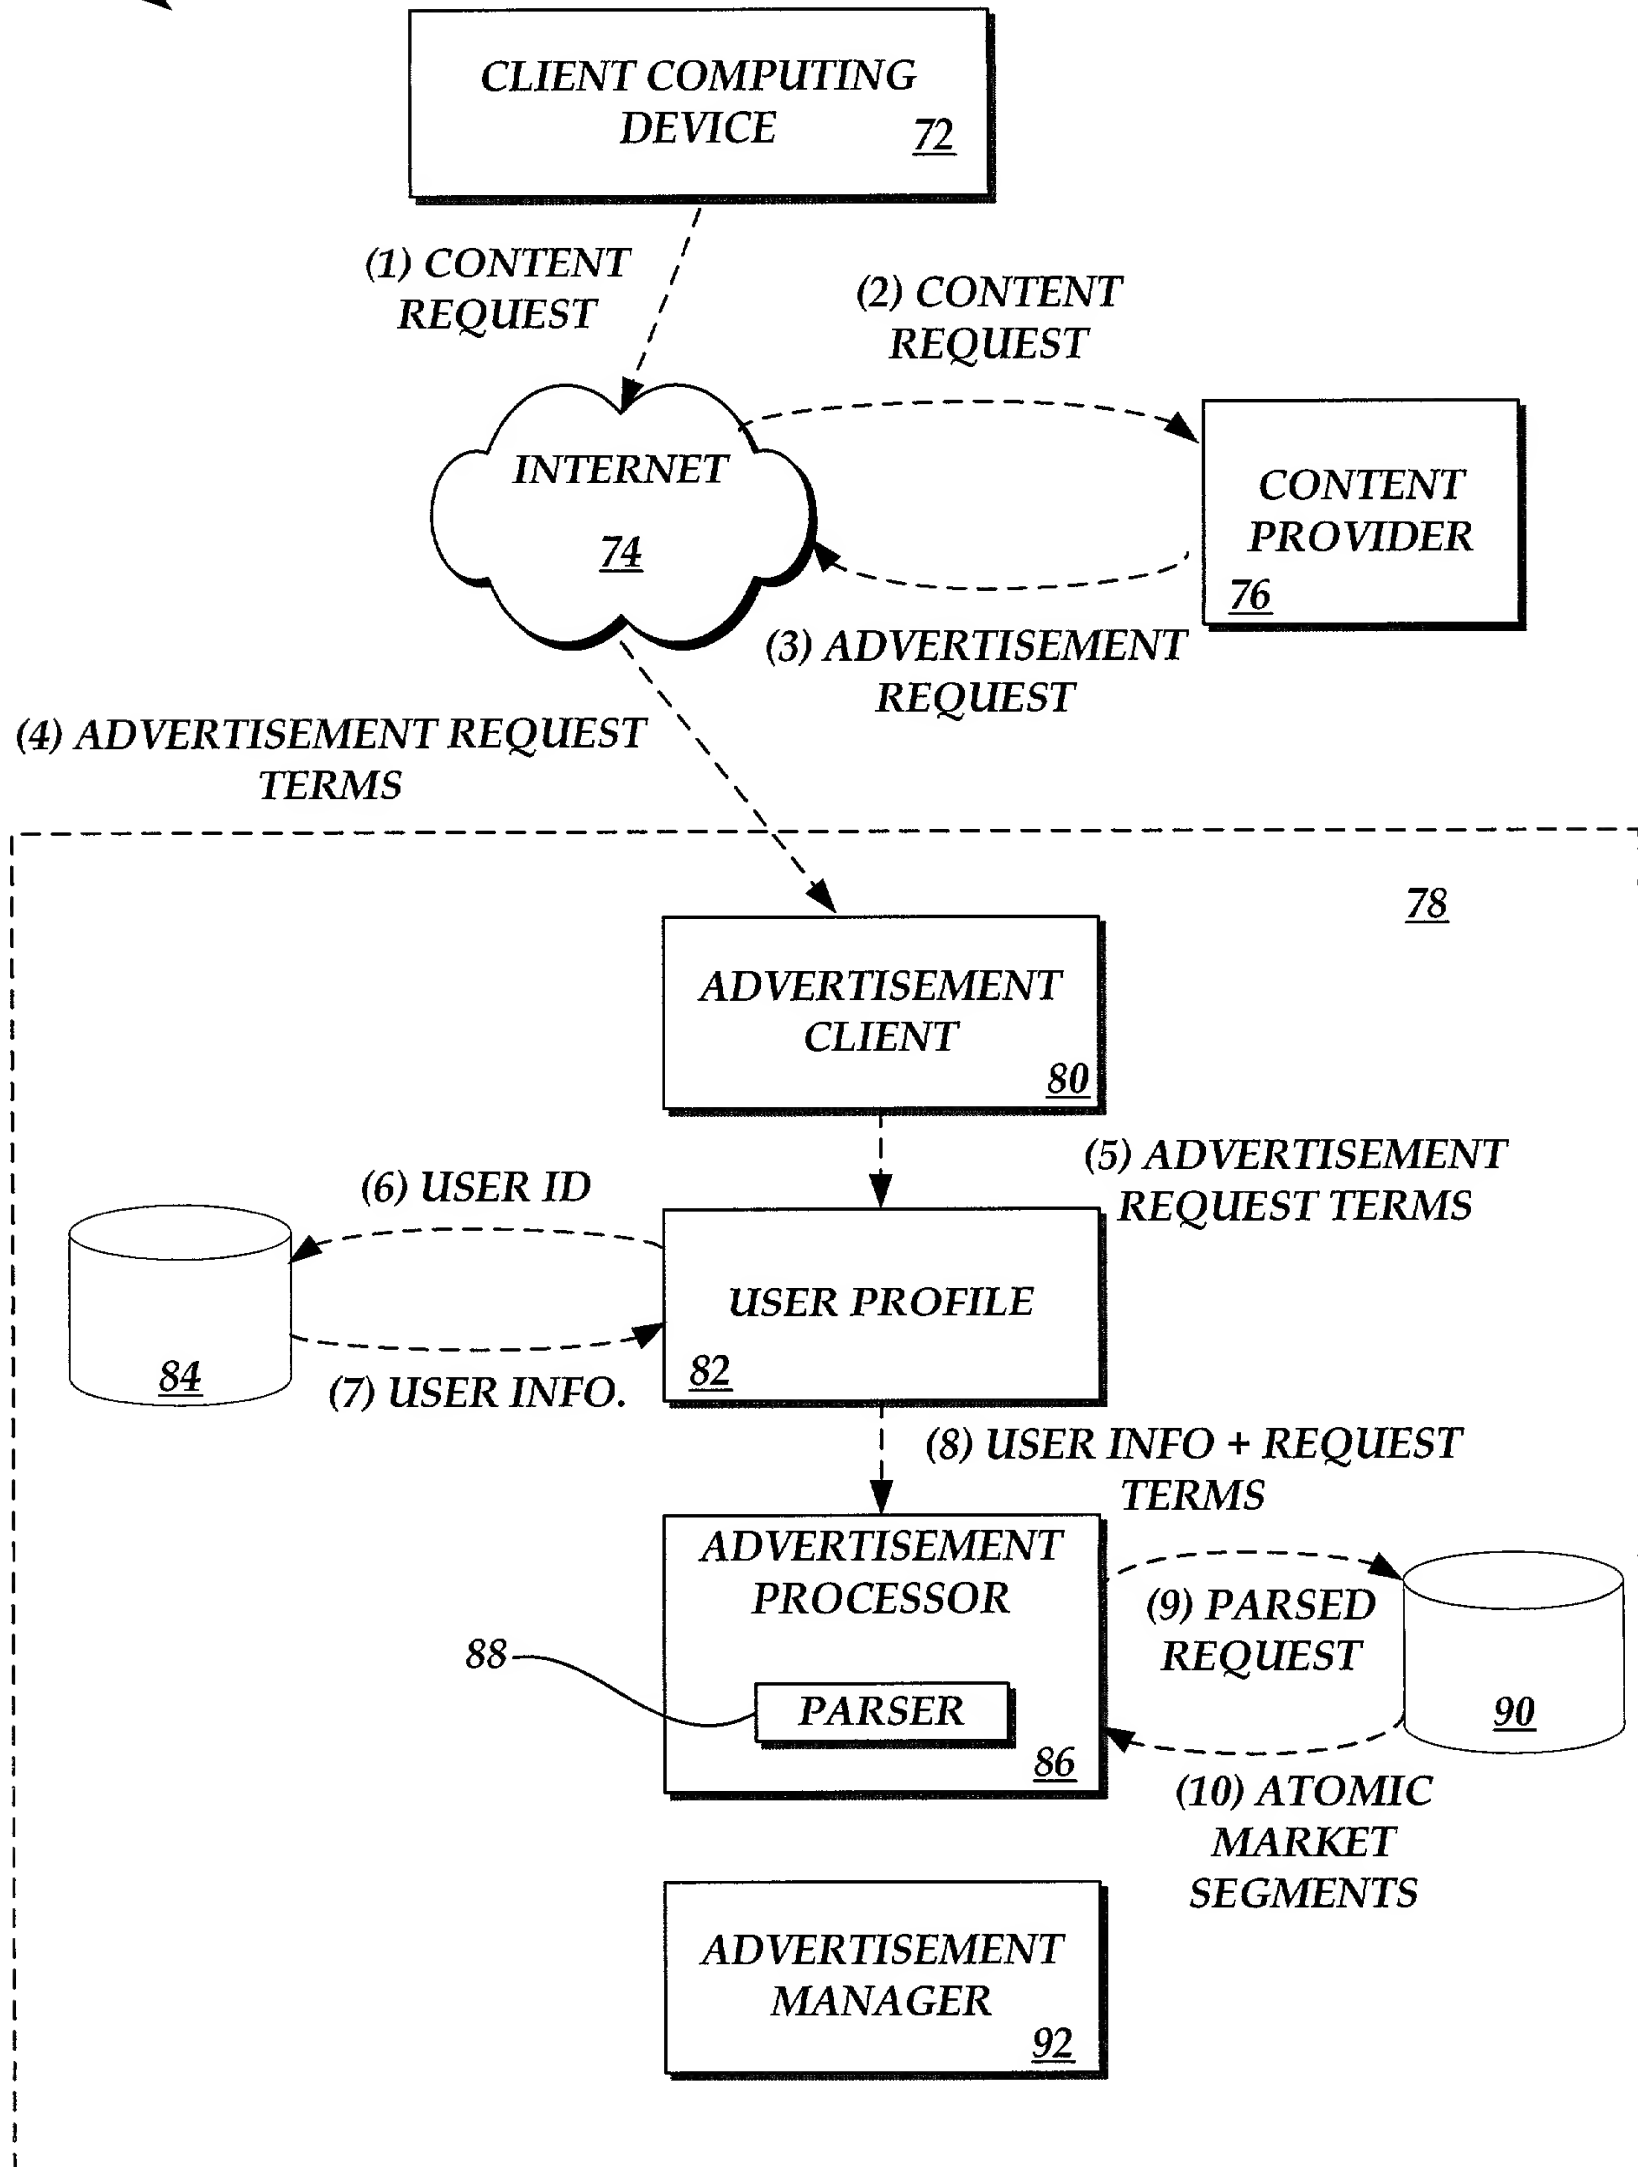 CLIENT COMPUTING
DEVICE
72
(1) CONTENT
REQUEST
(2) CONTENT
REQUEST
INTERNET
74
CONTENT
PROVIDER
76
(3) ADVERTISEMENT
REQUEST
(4) ADVERTISEMENT REQUEST
TERMS
78
ADVERTISEMENT
CLIENT
80
(5) ADVERTISEMENT
REQUEST TERMS
(6) USER ID
84
(7) USER INFO.
USER PROFILE
82
(8) USER INFO + REQUEST
TERMS
ADVERTISEMENT
PROCESSOR
88
PARSER
86
(9) PARSED
REQUEST
90
(10) ATOMIC
MARKET
SEGMENTS
ADVERTISEMENT
MANAGER
92